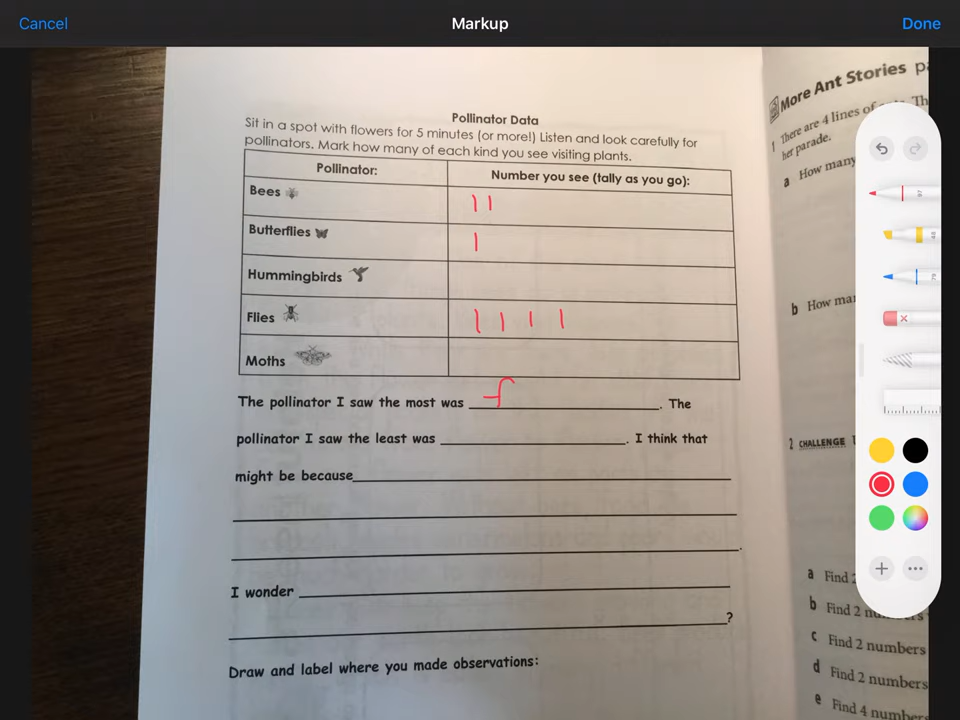 Cancel
Markup
Done
Pollinator Data
Sit in a spot with flowers for 5 minutes (or more!) Listen and look carefully for
pollinators. Mark how many of each kind you see visiting plants.
Pollinator:
Number you see (tally as you go):
Bees
Butterflies
Hummingbirds
Flies
Moths
The pollinator I saw the most was f____. The
pollinator I saw the least was ____. I think that
might be because
I wonder ____
?
Draw and label where you made observations:
More Ant Stories
1 There are 4 lines of
her parade.
a How many
b How
2 CHALLENGE
a Find
b Find 2
c Find 2 numbers
d Find 2 numbers
e Find 4